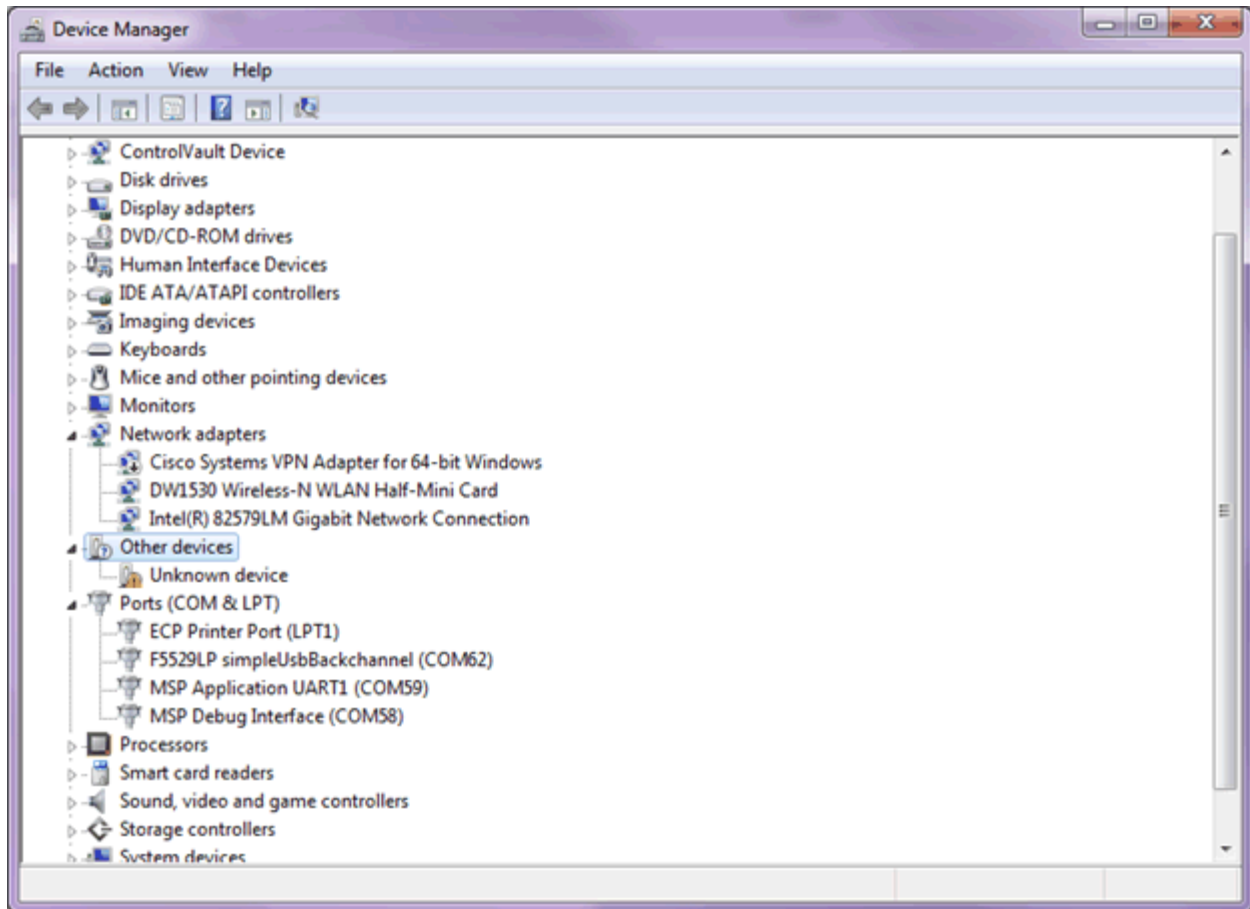 Device Manager
File Action View Help
ControlVault Device
Disk drives
Display adapters
DVD/CD-ROM drives
Human Interface Devices
IDE ATA/ATAPI controllers
Imaging devices
Keyboards
Mice and other pointing devices
Monitors
Network adapters
Cisco Systems VPN Adapter for 64-bit Windows
DW1530 Wireless-N WLAN Half-Mini Card
Intel(R) 82579LM Gigabit Network Connection
Other devices
Unknown device
Ports (COM & LPT)
ECP Printer Port (LPT1)
F5529LP simpleUsbBackchannel (COM62)
MSP Application UART1 (COM59)
MSP Debug Interface (COM58)
Processors
Smart card readers
Sound, video and game controllers
Storage controllers
System devices